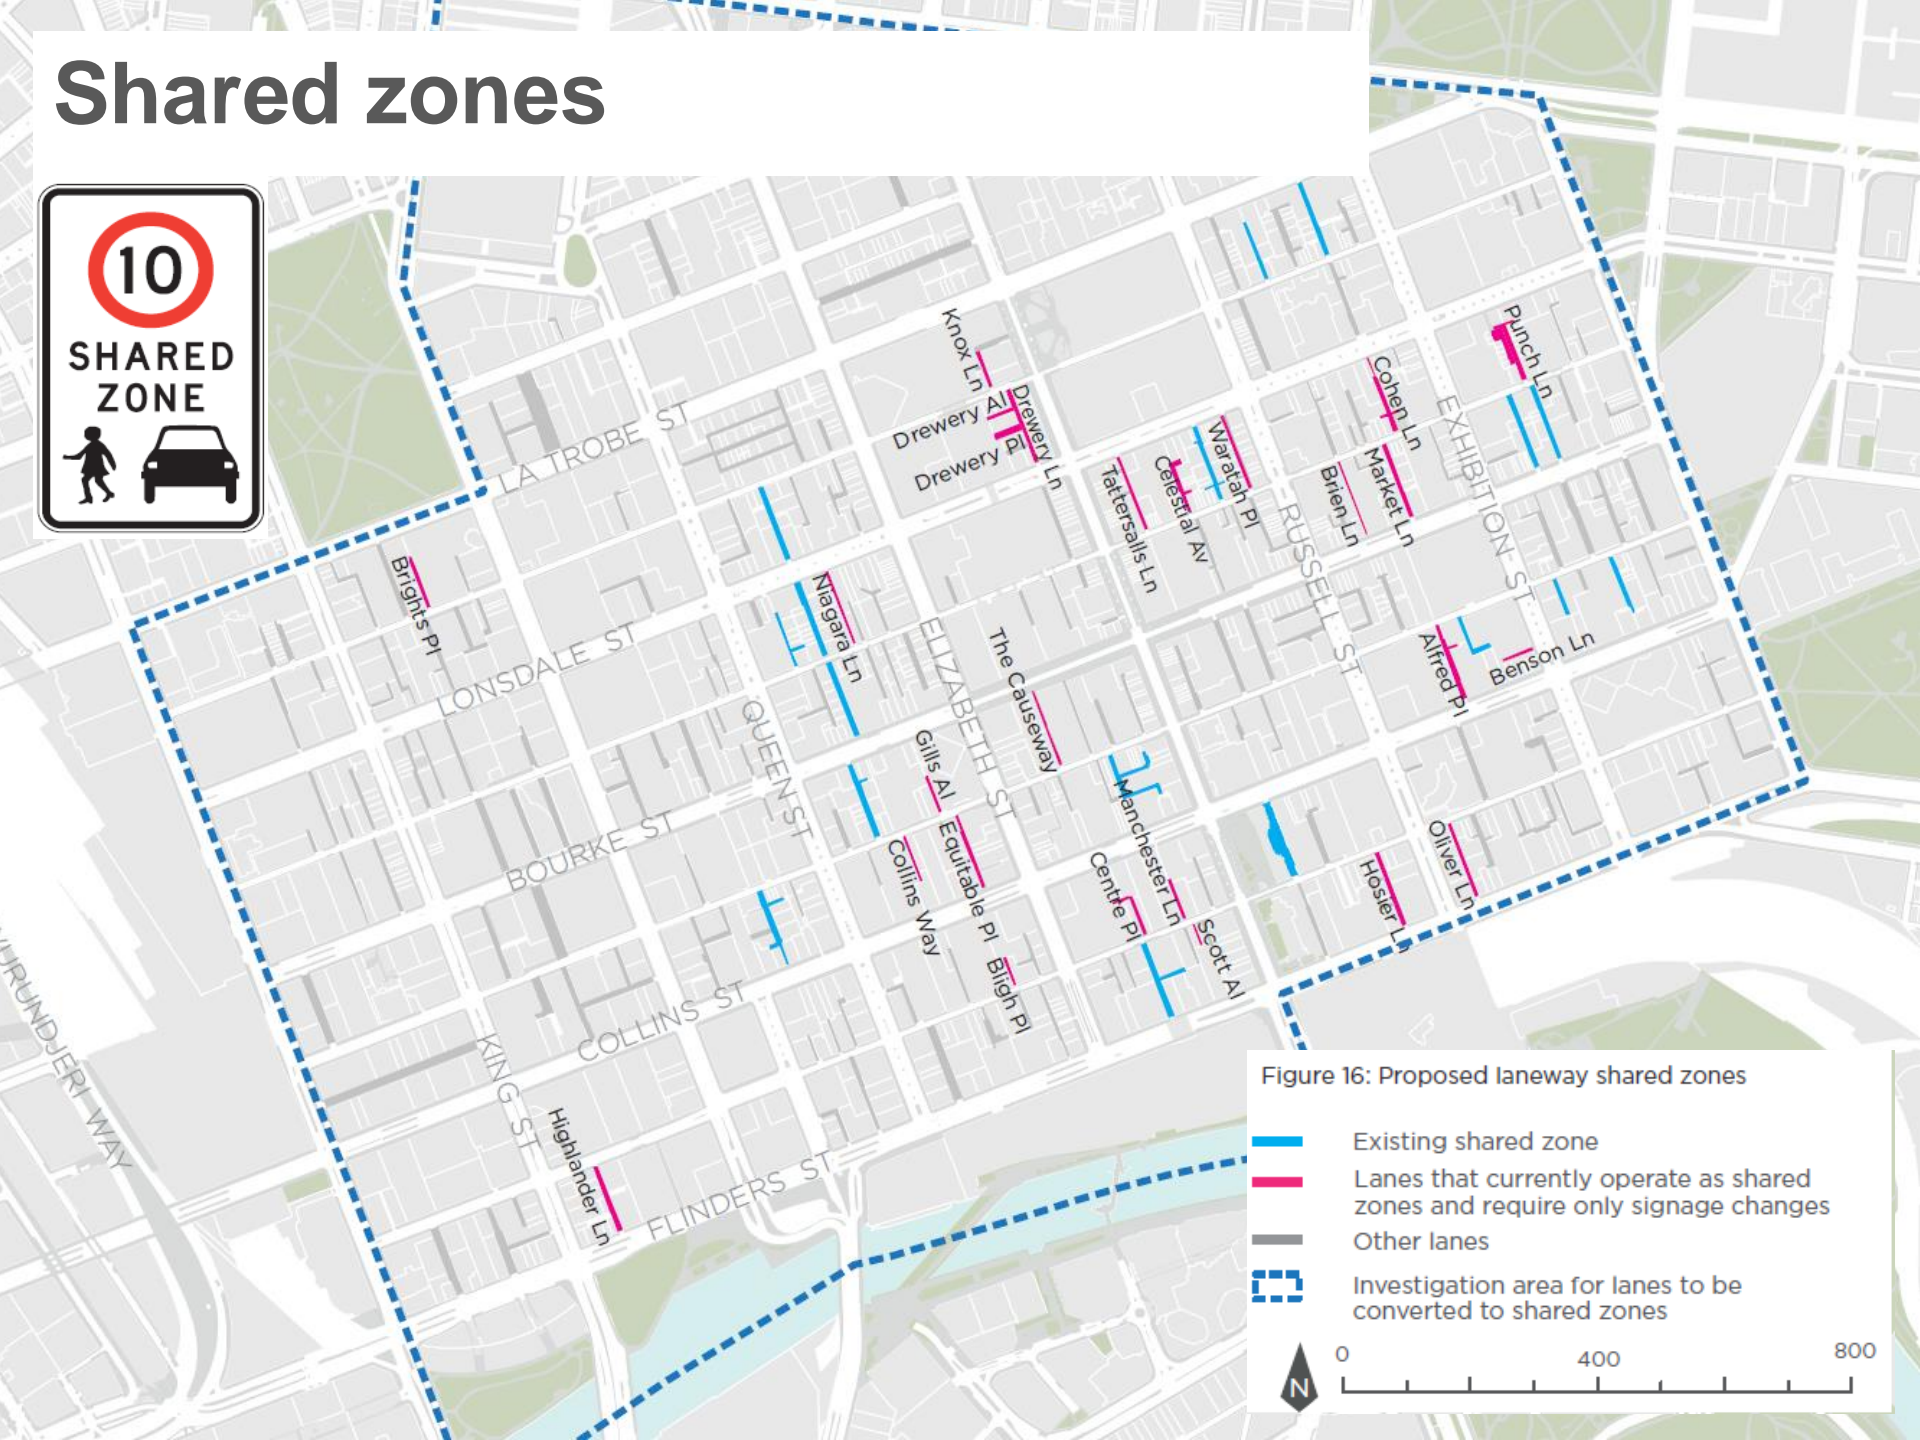 Shared zones
10
SHARED
ZONE
Knox Ln
Drewery Al
Drewery Ln
Drewery Pl
Punch Ln
Cohen Ln
EXHIBITION ST
LA TROBE ST
Waratah Pl
Tattersalls Ln
Celestial Av
Market Ln
Brien Ln
RUSSELL ST
Brights Pl
Niagara Ln
LONSDALE ST
ELIZABETH ST
The Causeway
Alfred Pl
Benson Ln
QUEEN ST
Gills Al
Manchester Ln
BOURKE ST
Equitable Pl
Collins Way
Centre Pl
Oliver Ln
Hosier Ln
Scott Al
Bligh Pl
COLLINS ST
WURUNDJERI WAY
KING ST
Highlander Ln
FLINDERS ST
Figure 16: Proposed laneway shared zones
Existing shared zone
Lanes that currently operate as shared
zones and require only signage changes
Other lanes
Investigation area for lanes to be
converted to shared zones
N
0 400 800